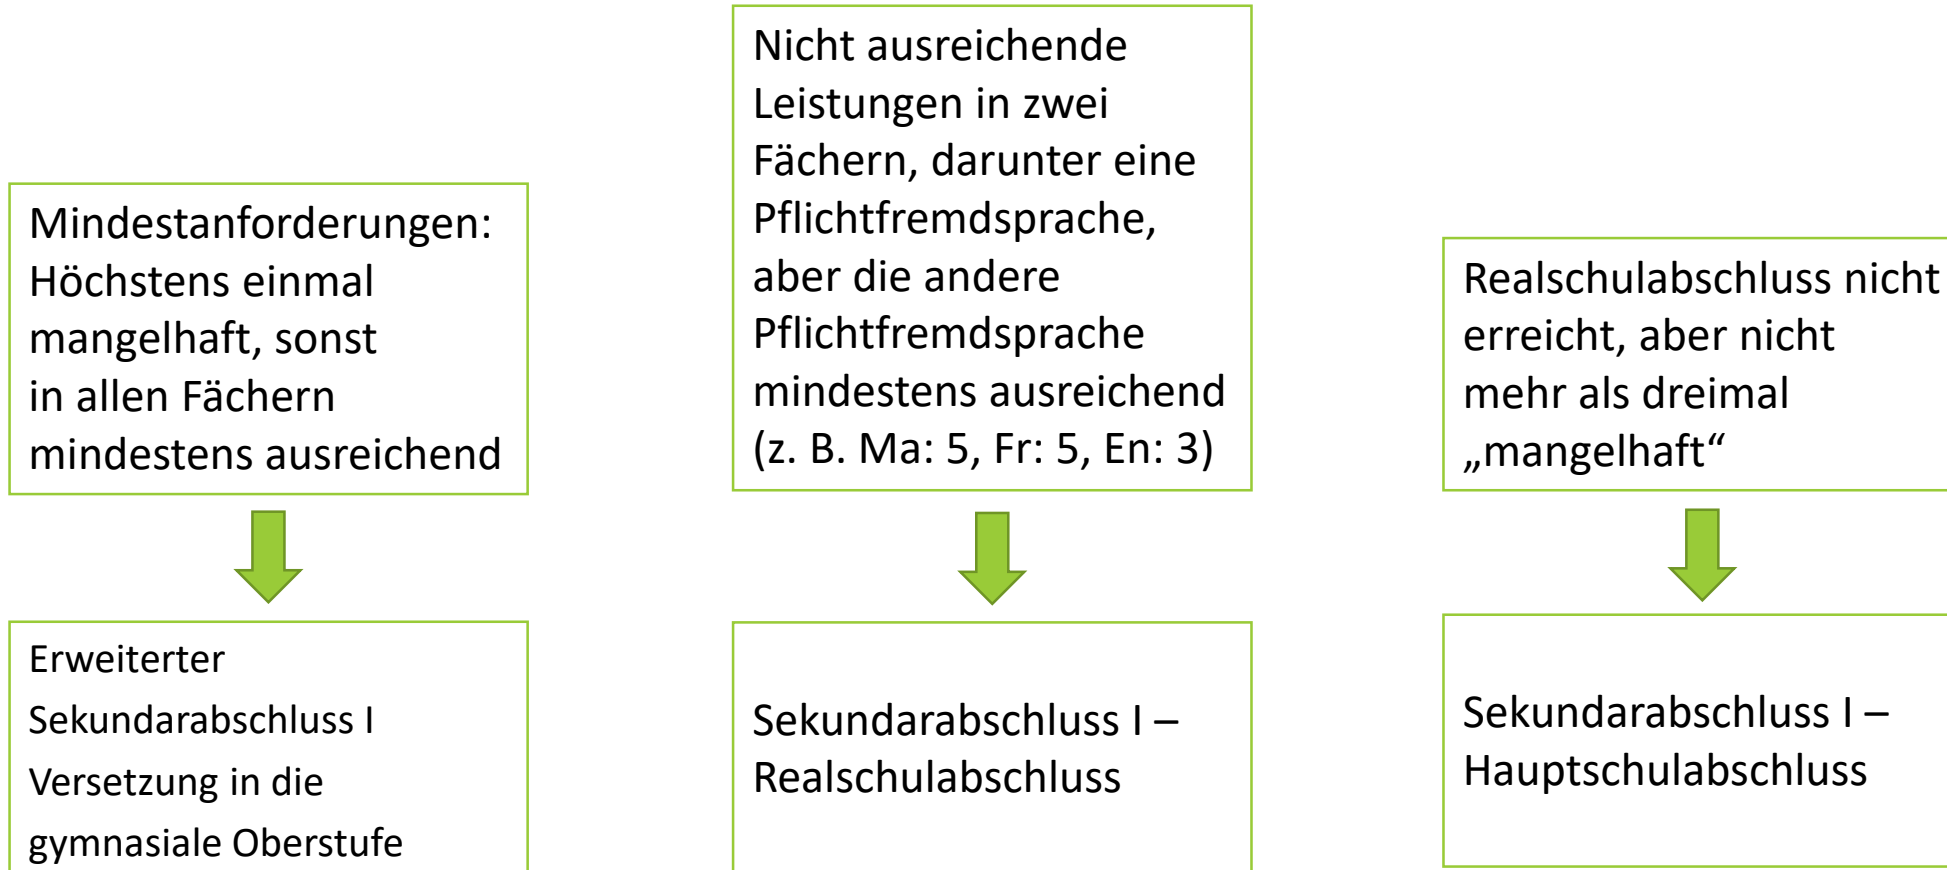 Mindestanforderungen:
Höchstens einmal
mangelhaft, sonst
in allen Fächern
mindestens ausreichend
Erweiterter
Sekundarabschluss I
Versetzung in die
gymnasiale Oberstufe
Nicht ausreichende
Leistungen in zwei
Fächern, darunter eine
Pflichtfremdsprache,
aber die andere
Pflichtfremdsprache
mindestens ausreichend
(z. B. Ma: 5, Fr: 5, En: 3)
Sekundarabschluss I –
Realschulabschluss
Realschulabschluss nicht
erreicht, aber nicht
mehr als dreimal
„mangelhaft“
Sekundarabschluss I –
Hauptschulabschluss